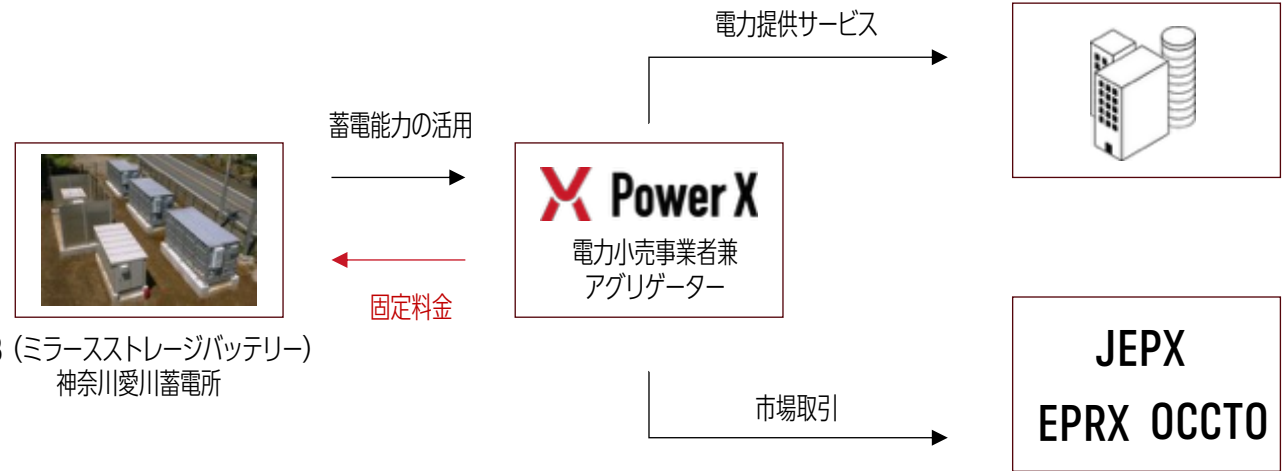 電力提供サービス
蓄電能力の活用
Power X
電力小売事業者兼
アグリゲーター
固定料金
(ミラースストレージバッテリー)
神奈川愛川蓄電所
JEPX
市場取引
EPRX OCCTO